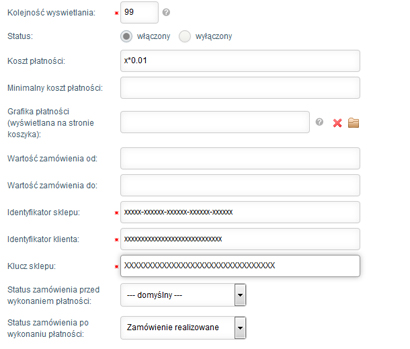 Kolejność wyswietlania: 99
Status: włączony wyłączony
Koszt płatności: x*0.01
Minimalny koszt płatności:
Grafika płatności
(wyświetlana na stronie
koszyka):
Wartość zamówienia od:
Wartość zamówienia do:
Identyfikator sklepu: xxxxx-xxxxxx-xxxxxx-xxxxxx-xxxxxx
Identyfikator klienta: xxxxxxxxxxxxxxxxxxxxxxxxxxxxx
Klucz sklepu: XXXXXXXXXXXXXXXXXXXXXXXXXXXXXXXXXXX
Status zamówienia przed
wykonaniem płatności: --- domyślny ---
Status zamówienia po
wykonaniu płatności: Zamówienie realizowane